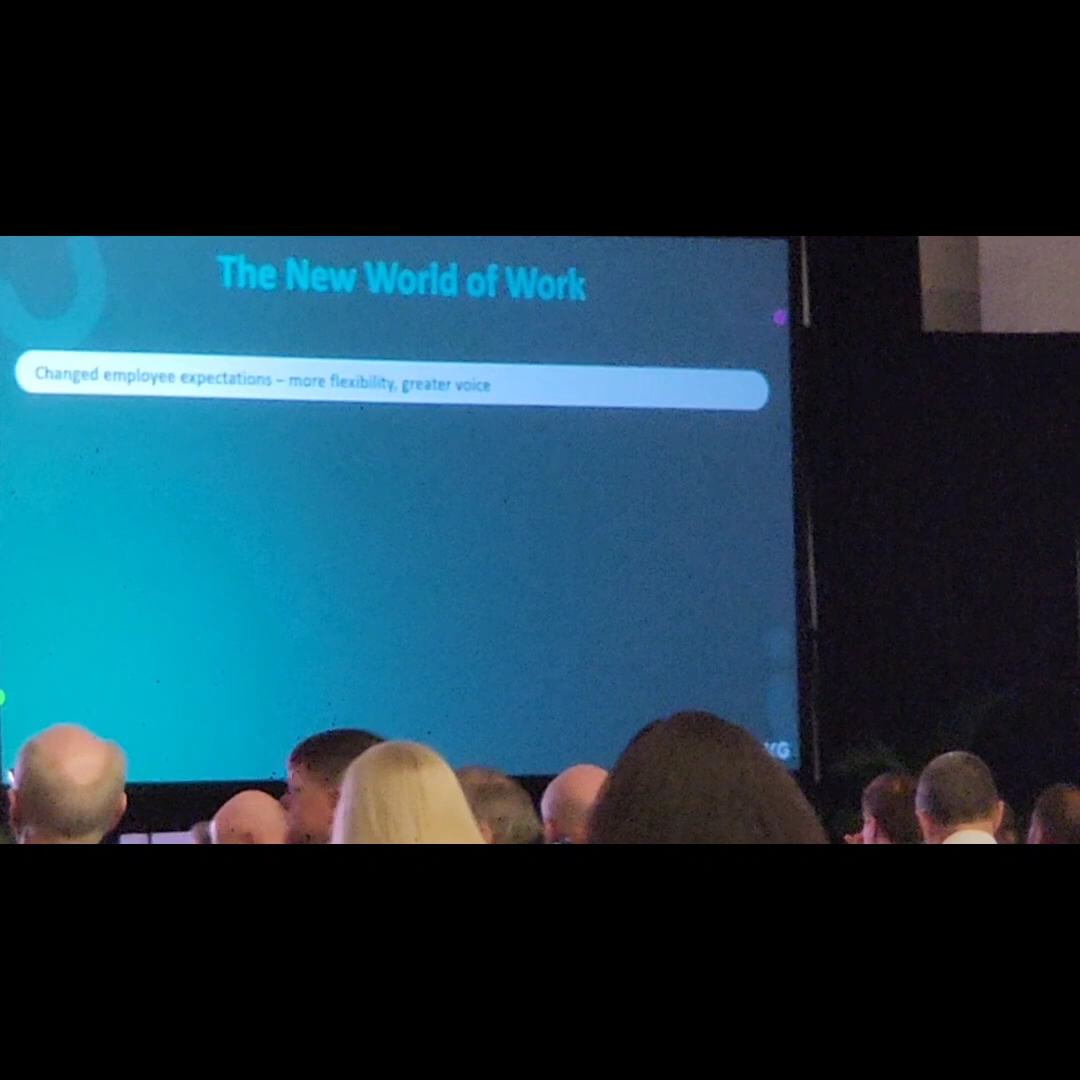 The New World of Work
Changed employee expectations – more flexibility, greater voice